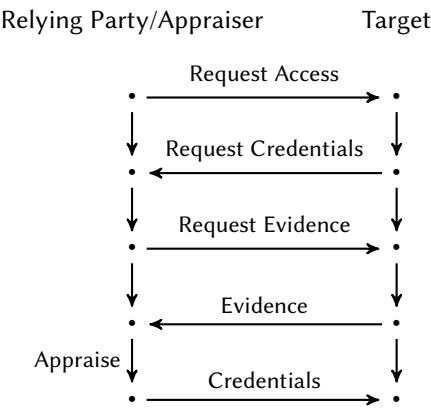 Relying Party/Appraiser Target
Request Access
Request Credentials
Request Evidence
Evidence
Appraise
Credentials